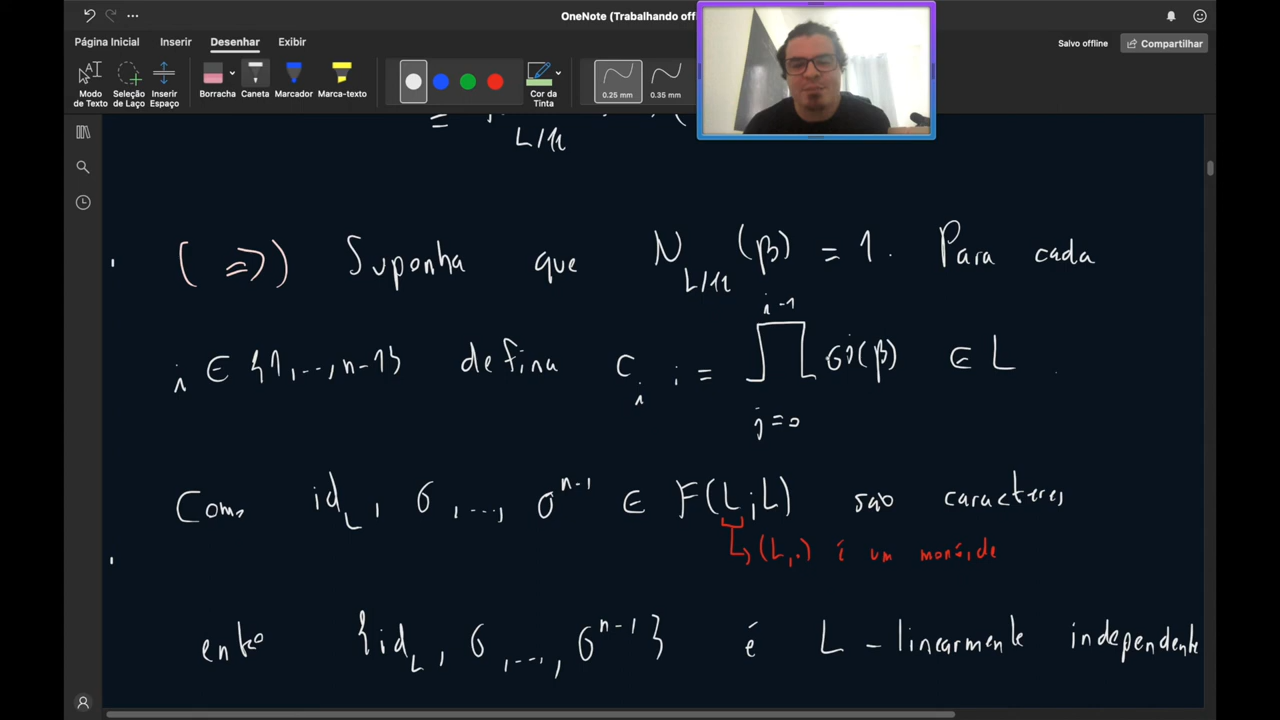 OneNote (Trabalhando off
Página Inicial Inserir Desenhar Exibir
Salvo offline
Compartilhar
Modo de Texto
Seleção de Laço
Inserir Espaço
Borracha
Caneta
Marcador
Marca-texto
Cor da Tinta
0.25 mm
0.35 mm
=
L/K
(⇒) Suponha que N_{L/K}(β) = 1. Para cada
i ∈ {1,...,n-1} defina C_i := ∏_{j=0}^{i-1} σ^j(β) ∈ L
Como id_L, σ, ..., σ^{n-1} ∈ F(L;L) são caracteres
↳ (L,·) é um monóide
então {id_L, σ, ..., σ^{n-1}} é L-linearmente independente